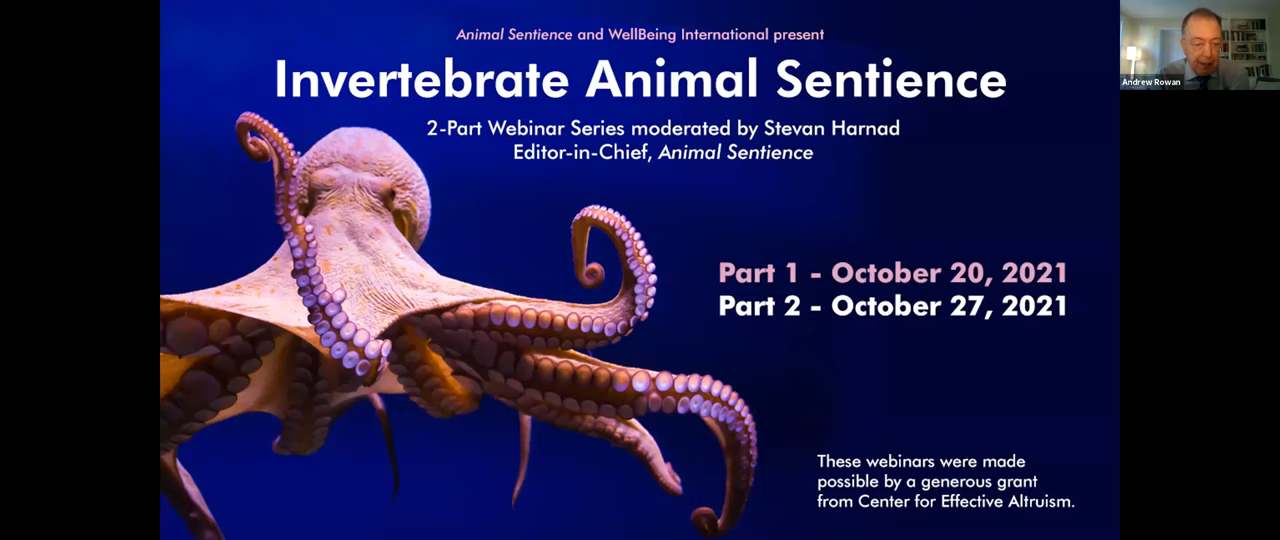 Animal Sentience and WellBeing International present
Invertebrate Animal Sentience
2-Part Webinar Series moderated by Stevan Harnad
Editor-in-Chief, Animal Sentience
Part 1 - October 20, 2021
Part 2 - October 27, 2021
These webinars were made
possible by a generous grant
from Center for Effective Altruism.
Andrew Rowan